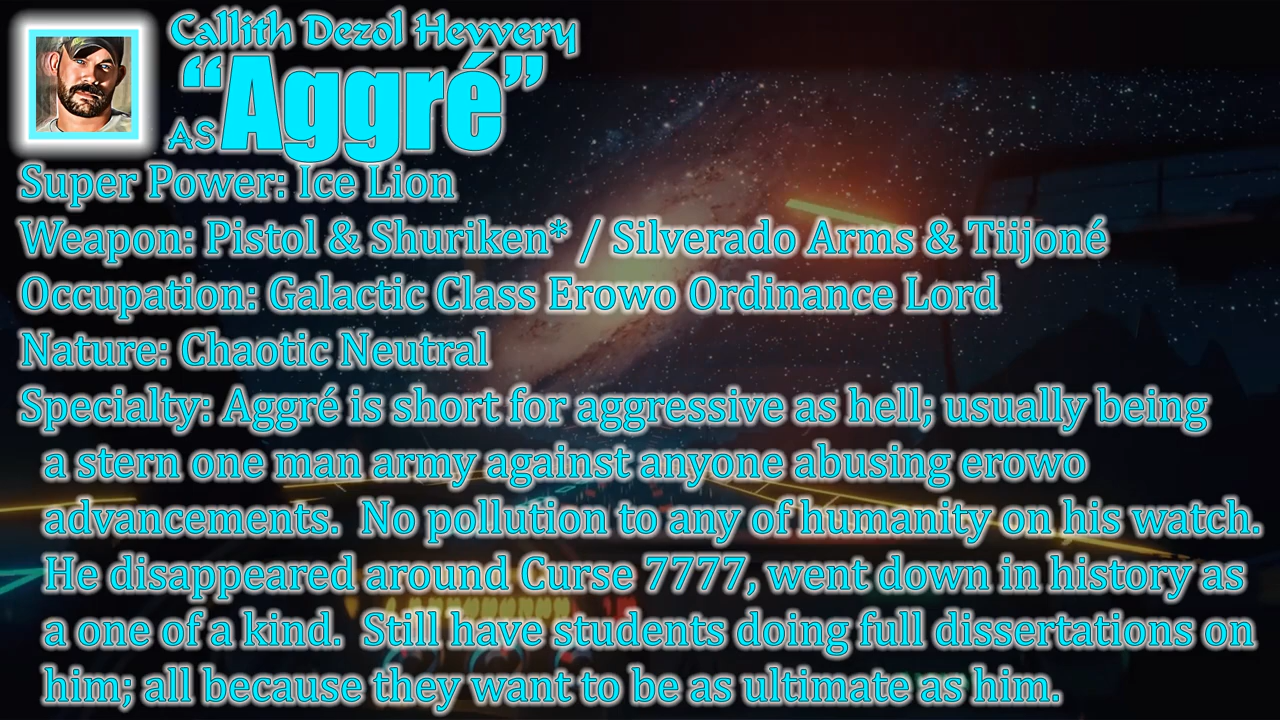 Callith Dezol Hevvery
AS "Aggré"
Super Power: Ice Lion
Weapon: Pistol & Shuriken* / Silverado Arms & Tiijoné
Occupation: Galactic Class Erowo Ordinance Lord
Nature: Chaotic Neutral
Specialty: Aggré is short for aggressive as hell; usually being
a stern one man army against anyone abusing erowo
advancements.  No pollution to any of humanity on his watch.
He disappeared around Curse 7777, went down in history as
a one of a kind.  Still have students doing full dissertations on
him; all because they want to be as ultimate as him.